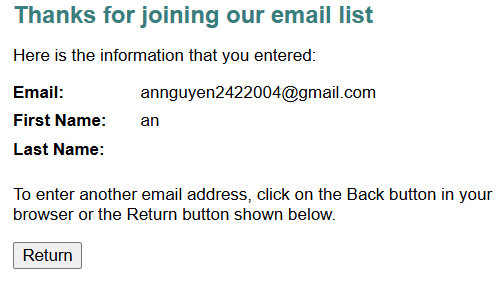 Thanks for joining our email list
Here is the information that you entered:
Email: annguyen2422004@gmail.com
First Name: an
Last Name:
To enter another email address, click on the Back button in your
browser or the Return button shown below.
Return